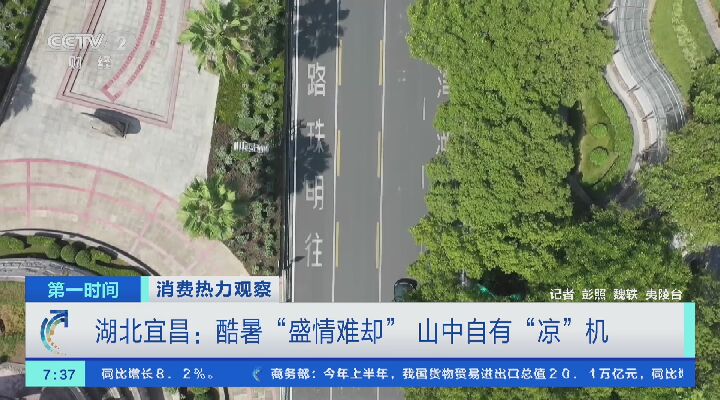 CCTV 2
财经
路珠明往
第一时间
消费热力观察
记者 彭照 魏轶 夷陵台
湖北宜昌：酷暑“盛情难却” 山中自有“凉”机
7:37
同比增长8．2%。
商务部：今年上半年，我国货物贸易进出口总值20．1万亿元，同比增